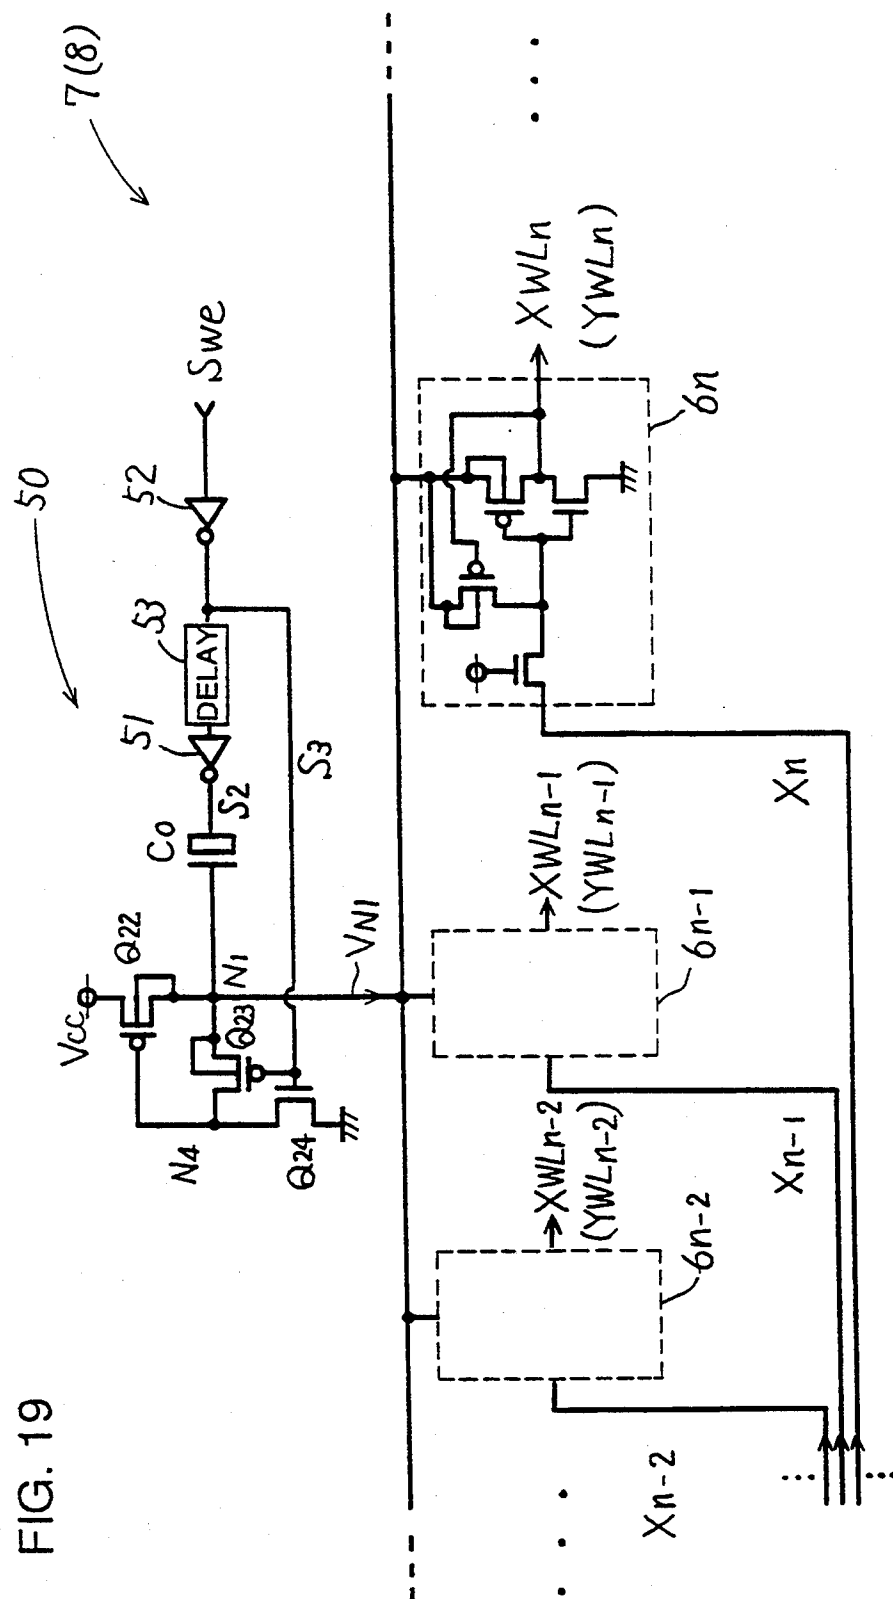 FIG. 19
50
7(8)
Vcc
Q22
N4
Q23
N1
Q24
C0
S2
51
53
DELAY
52
Swe
S3
VN1
XWLn-2
(YWLn-2)
6n-2
XWLn-1
(YWLn-1)
6n-1
XWLn
(YWLn)
6n
Xn-2
Xn-1
Xn